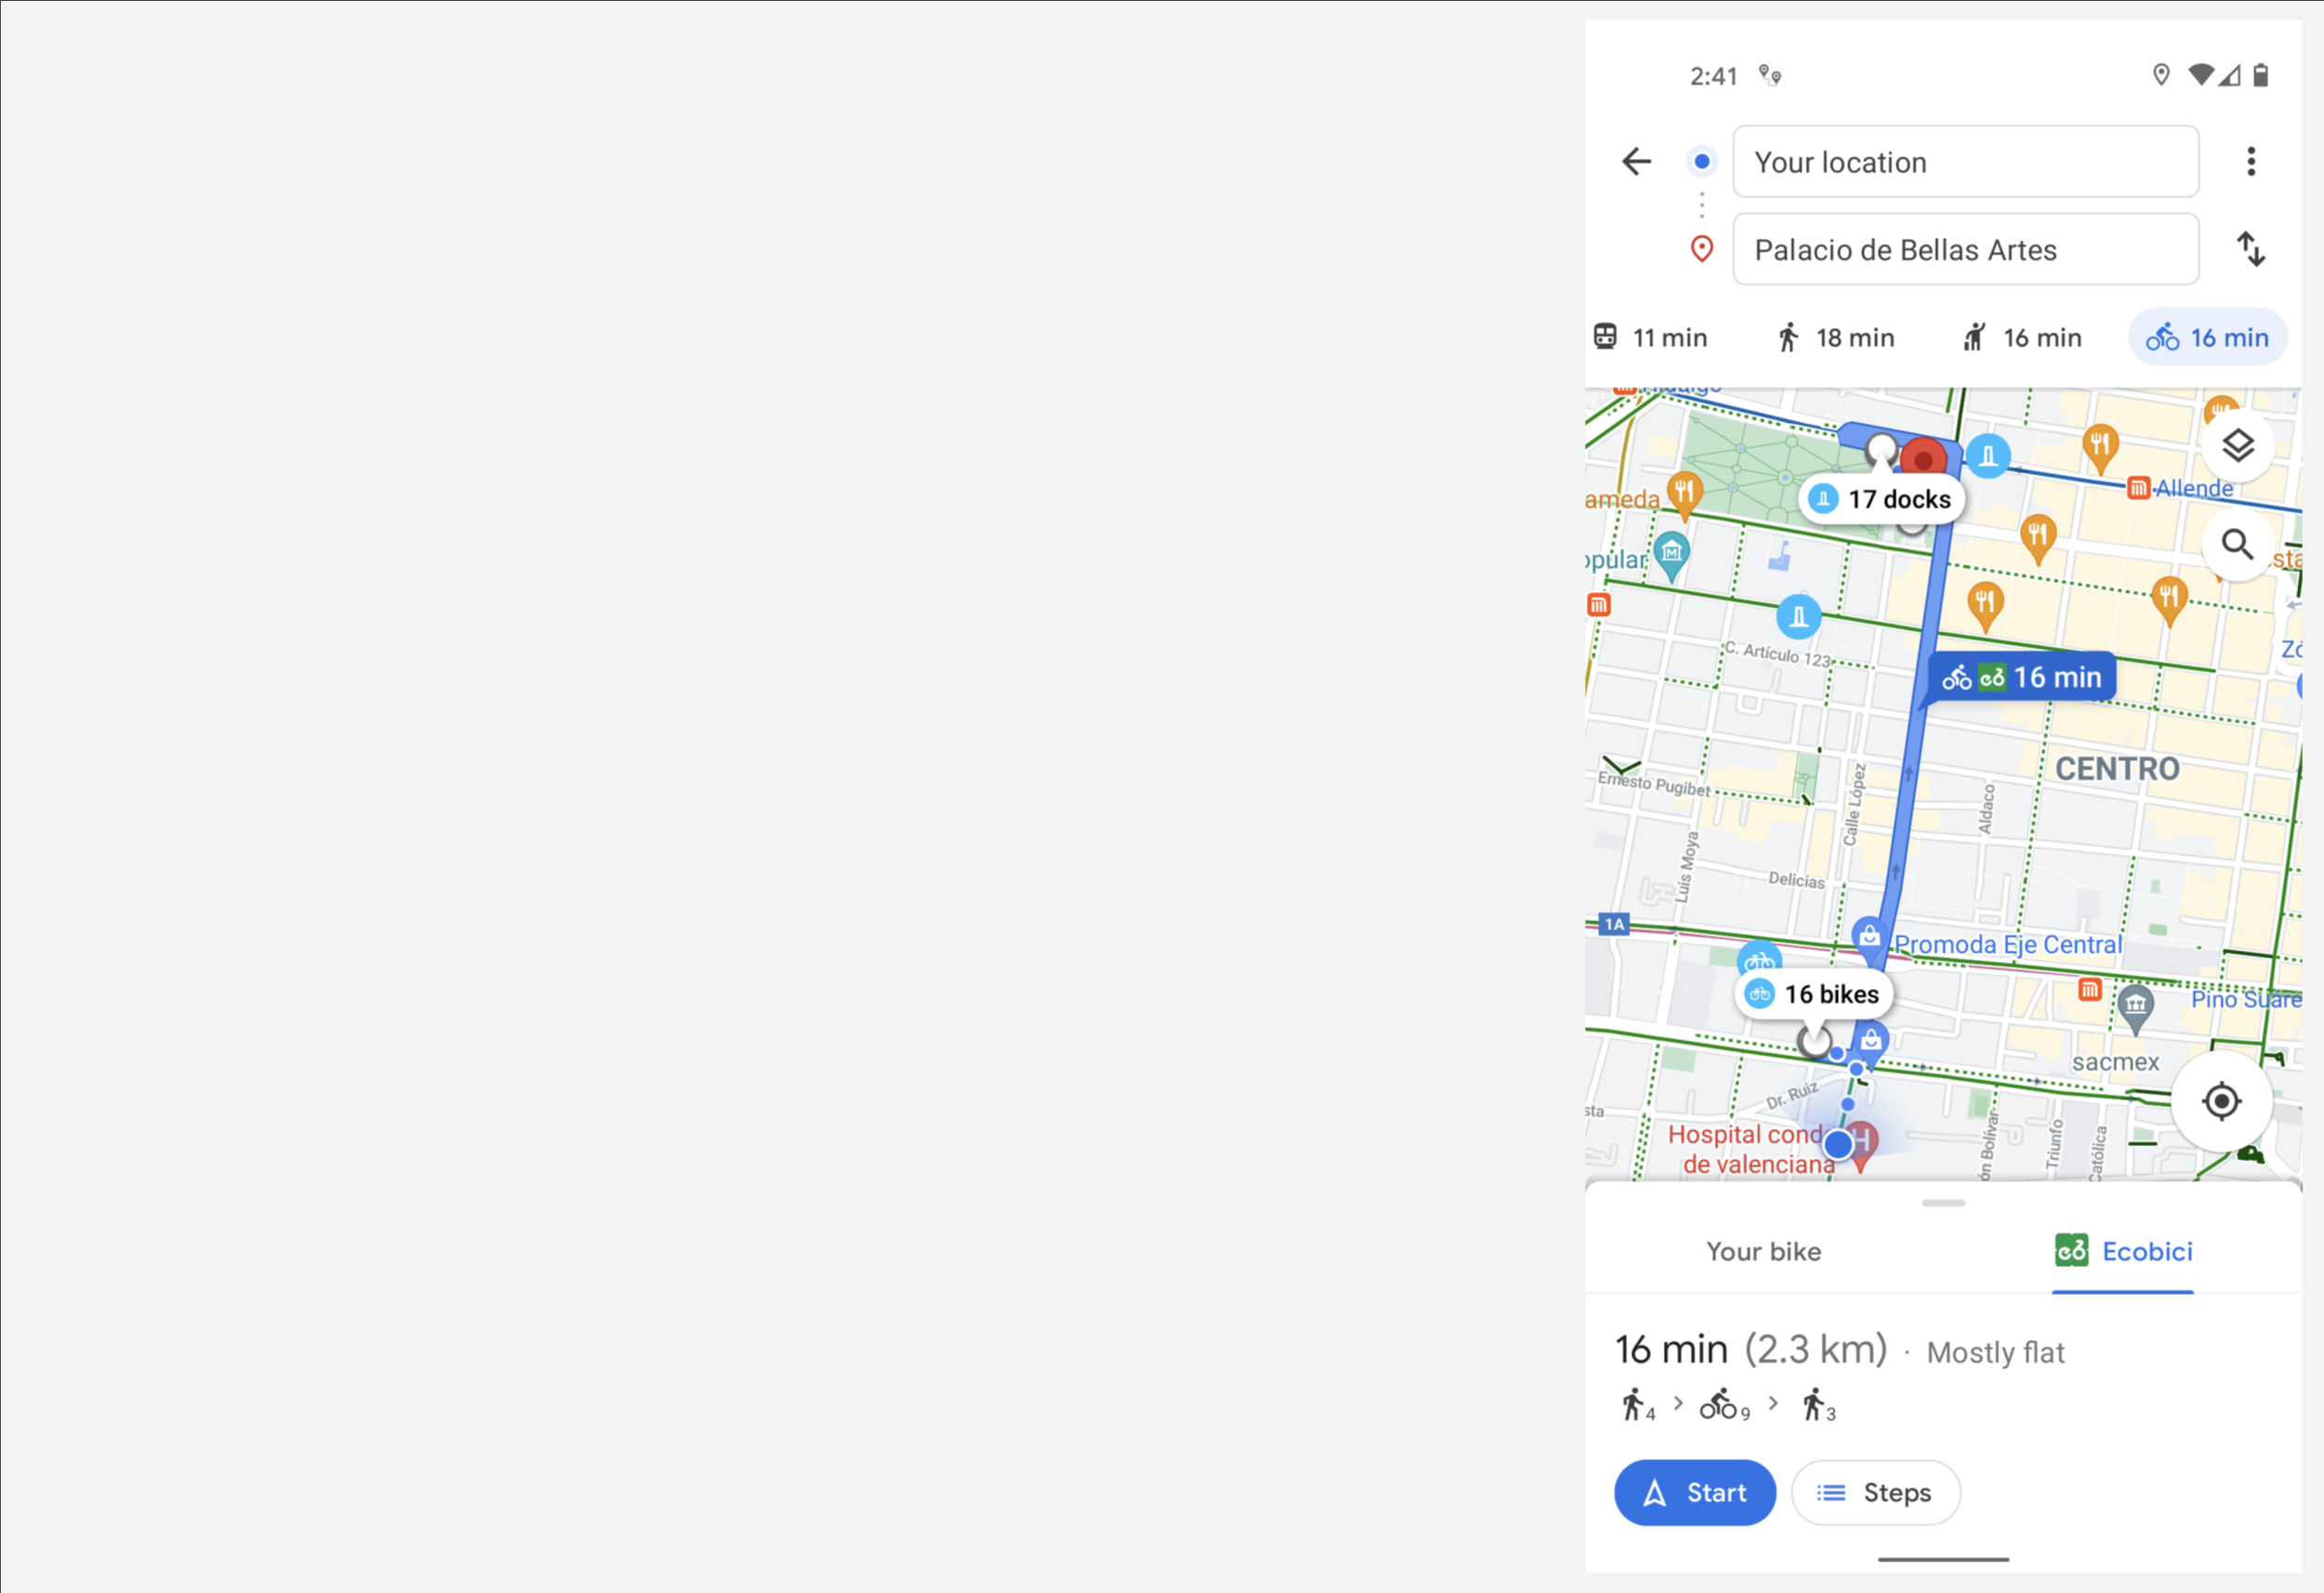 2:41
Your location
Palacio de Bellas Artes
11 min
18 min
16 min
16 min
Hidalgo
Allende
ameda
17 docks
opular
C. Artículo 123
16 min
CENTRO
Ernesto Pugibet
Calle López
Aldaco
Luis Moya
Delicias
1A
Promoda Eje Central
16 bikes
Pino Suáre
sacmex
Dr. Ruiz
sta
Hospital cond
de valenciana
H
ón Bolívar
Triunfo
Católica
sta
Zó
Your bike
Ecobici
16 min (2.3 km) · Mostly flat
4 > 9 > 3
Start
Steps